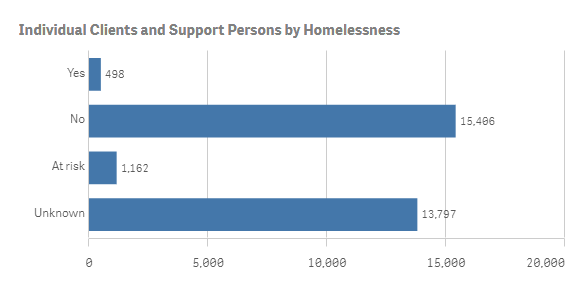 Individual Clients and Support Persons by Homelessness
Yes 498
No 15,406
At risk 1,162
Unknown 13,797
0 5,000 10,000 15,000 20,000